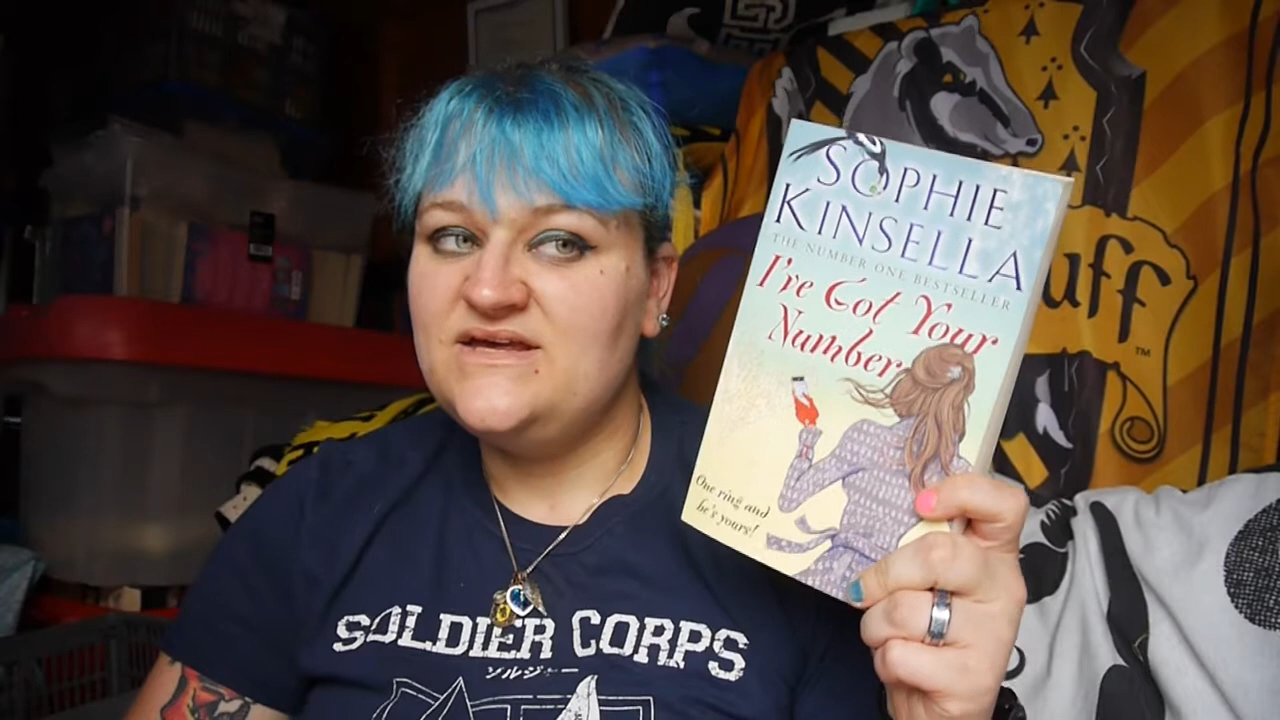 SOPHIE
KINSELLA
THE NUMBER ONE BESTSELLER
I've Got Your
Number
One ring and
he's yours!
uff
TM
SOLDIER CORPS
ソルジャー